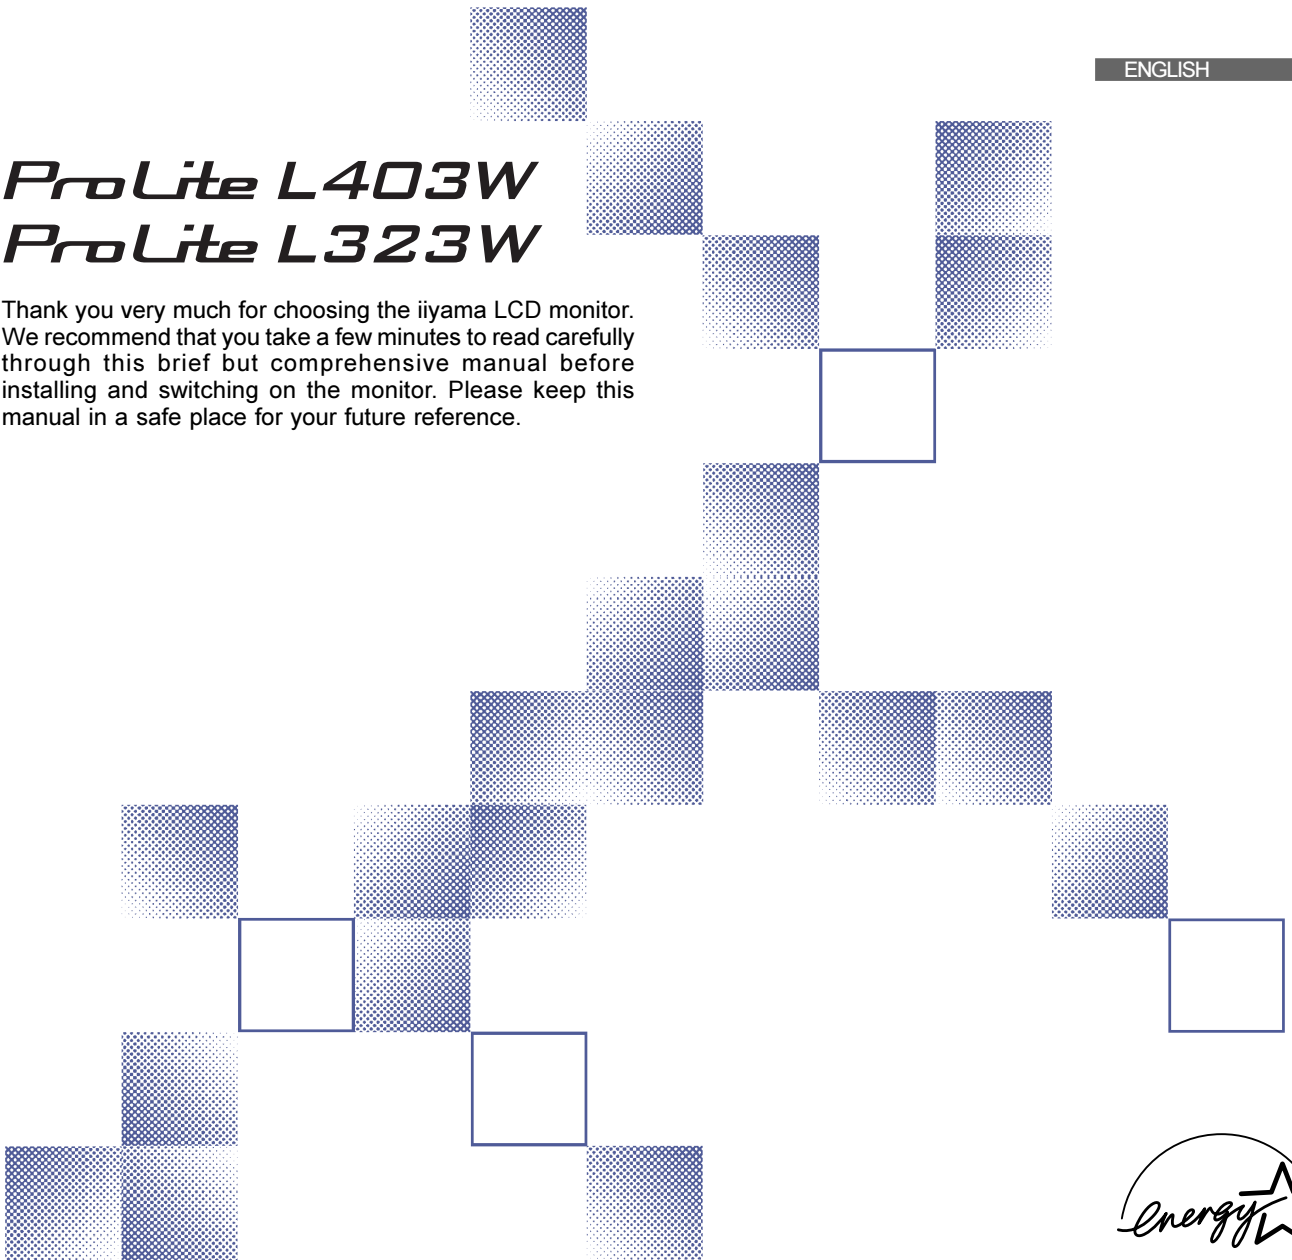 ENGLISH
ProLite L403W
ProLite L323W
Thank you very much for choosing the iiyama LCD monitor.
We recommend that you take a few minutes to read carefully
through this brief but comprehensive manual before
installing and switching on the monitor. Please keep this
manual in a safe place for your future reference.
energy